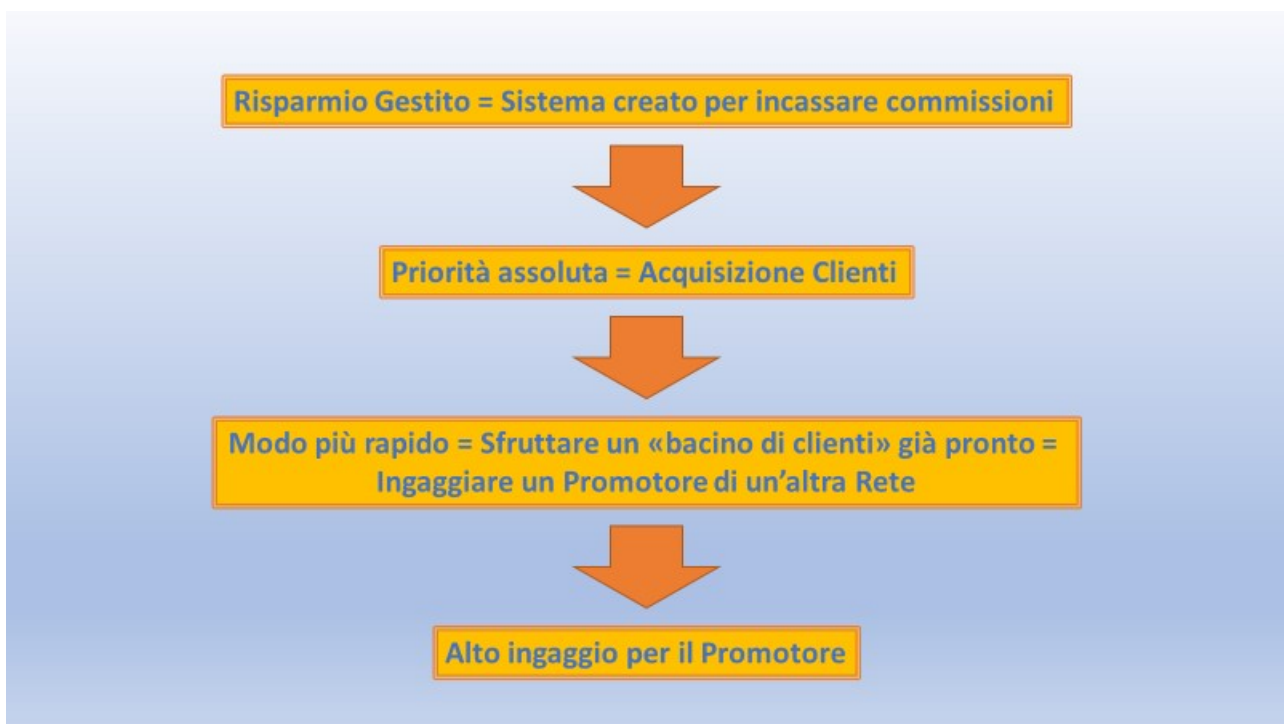 Risparmio Gestito = Sistema creato per incassare commissioni
Priorità assoluta = Acquisizione Clienti
Modo più rapido = Sfruttare un «bacino di clienti» già pronto =
Ingaggiare un Promotore di un’altra Rete
Alto ingaggio per il Promotore